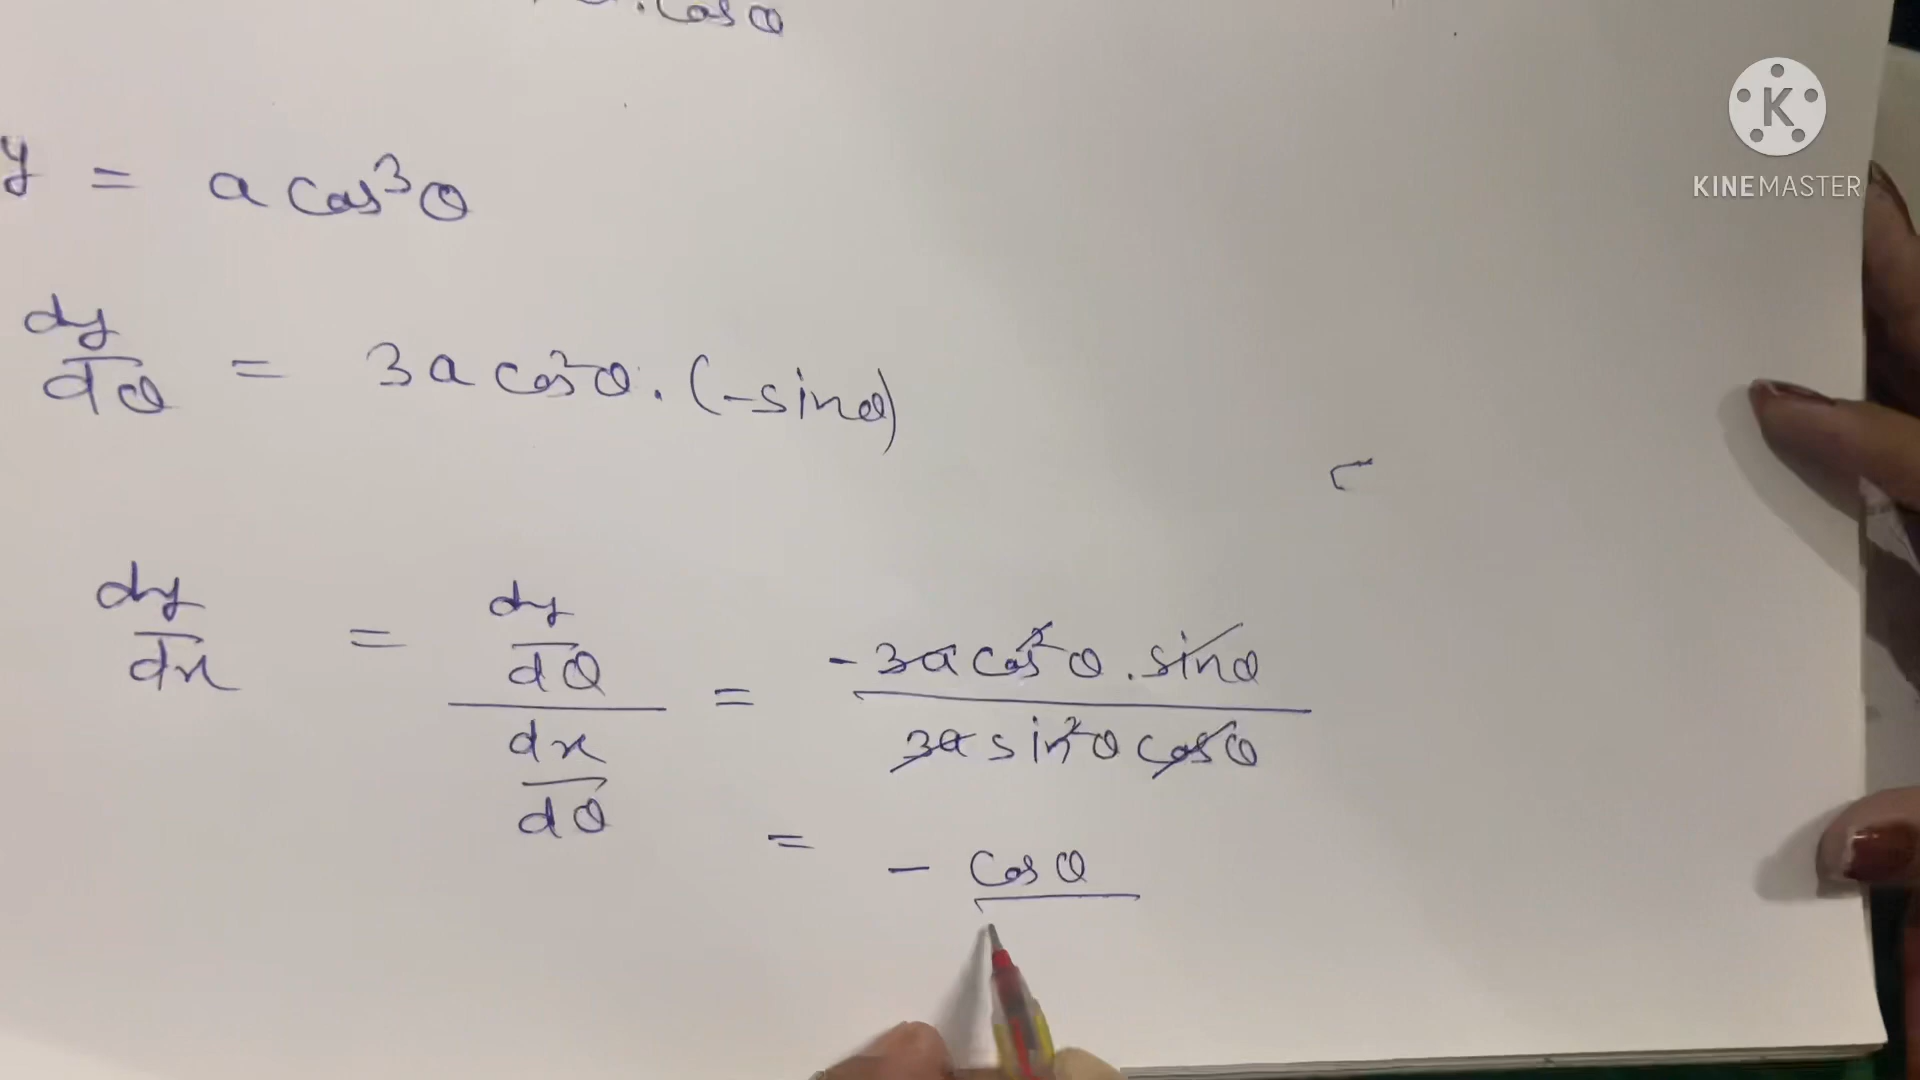 . cos θ
K
KINEMASTER
y = a cos³θ
dy/dθ = 3a cos²θ . (-sinθ)
dy/dx = (dy/dθ)/(dx/dθ) = (-3a cos²θ . sinθ)/(3a sin²θ cosθ)
= - cos θ